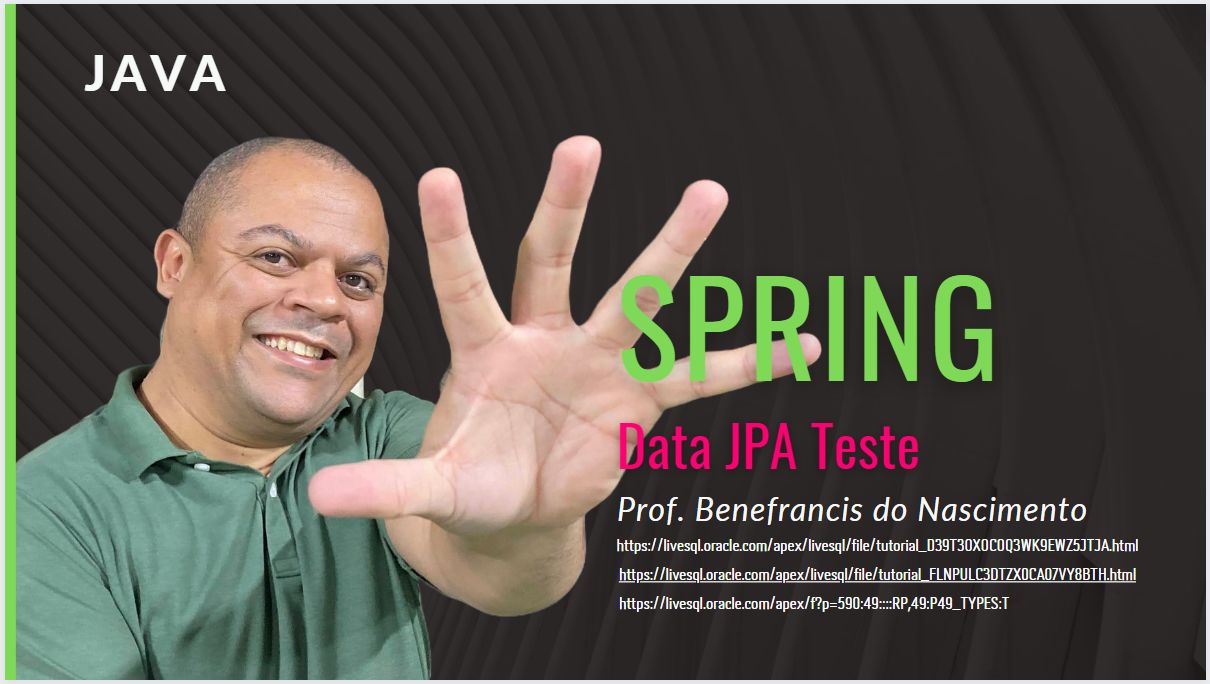 JAVA
SPRING
Data JPA Teste
Prof. Benefrancis do Nascimento
https://livesql.oracle.com/apex/livesql/file/tutorial_D39T3OXOC0Q3WK9EWZ5JTJA.html
https://livesql.oracle.com/apex/livesql/file/tutorial_FLNPULC3DTZX0CA07VY8BTH.html
https://livesql.oracle.com/apex/f?p=590:49::::RP,49:P49_TYPES:T